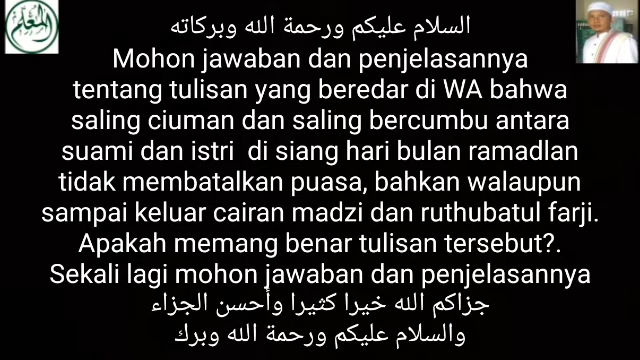 المعلم
السلام عليكم ورحمة الله وبركاته
Mohon jawaban dan penjelasannya
tentang tulisan yang beredar di WA bahwa
saling ciuman dan saling bercumbu antara
suami dan istri di siang hari bulan ramadlan
tidak membatalkan puasa, bahkan walaupun
sampai keluar cairan madzi dan ruthubatul farji.
Apakah memang benar tulisan tersebut?.
Sekali lagi mohon jawaban dan penjelasannya
جزاكم الله خيرا كثيرا وأحسن الجزاء
والسلام عليكم ورحمة الله وبرك